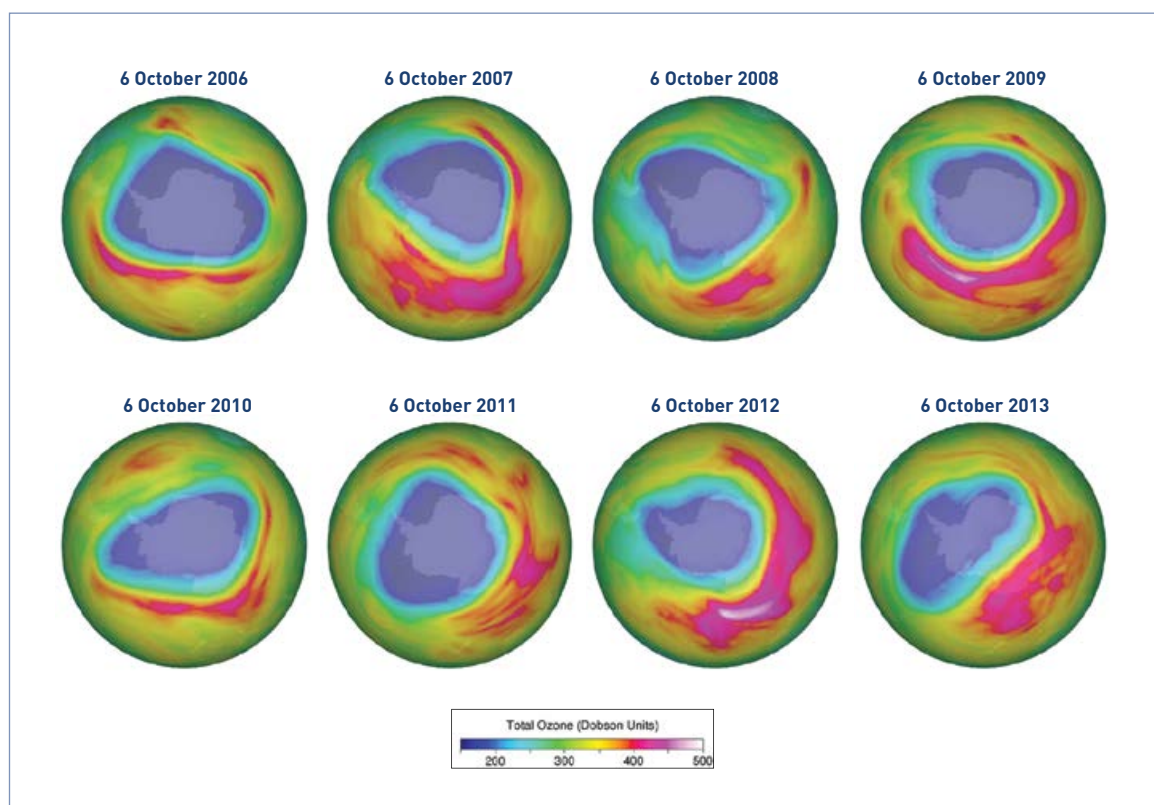 6 October 2006 6 October 2007 6 October 2008 6 October 2009
6 October 2010 6 October 2011 6 October 2012 6 October 2013
Total Ozone (Dobson Units)
200 300 400 500